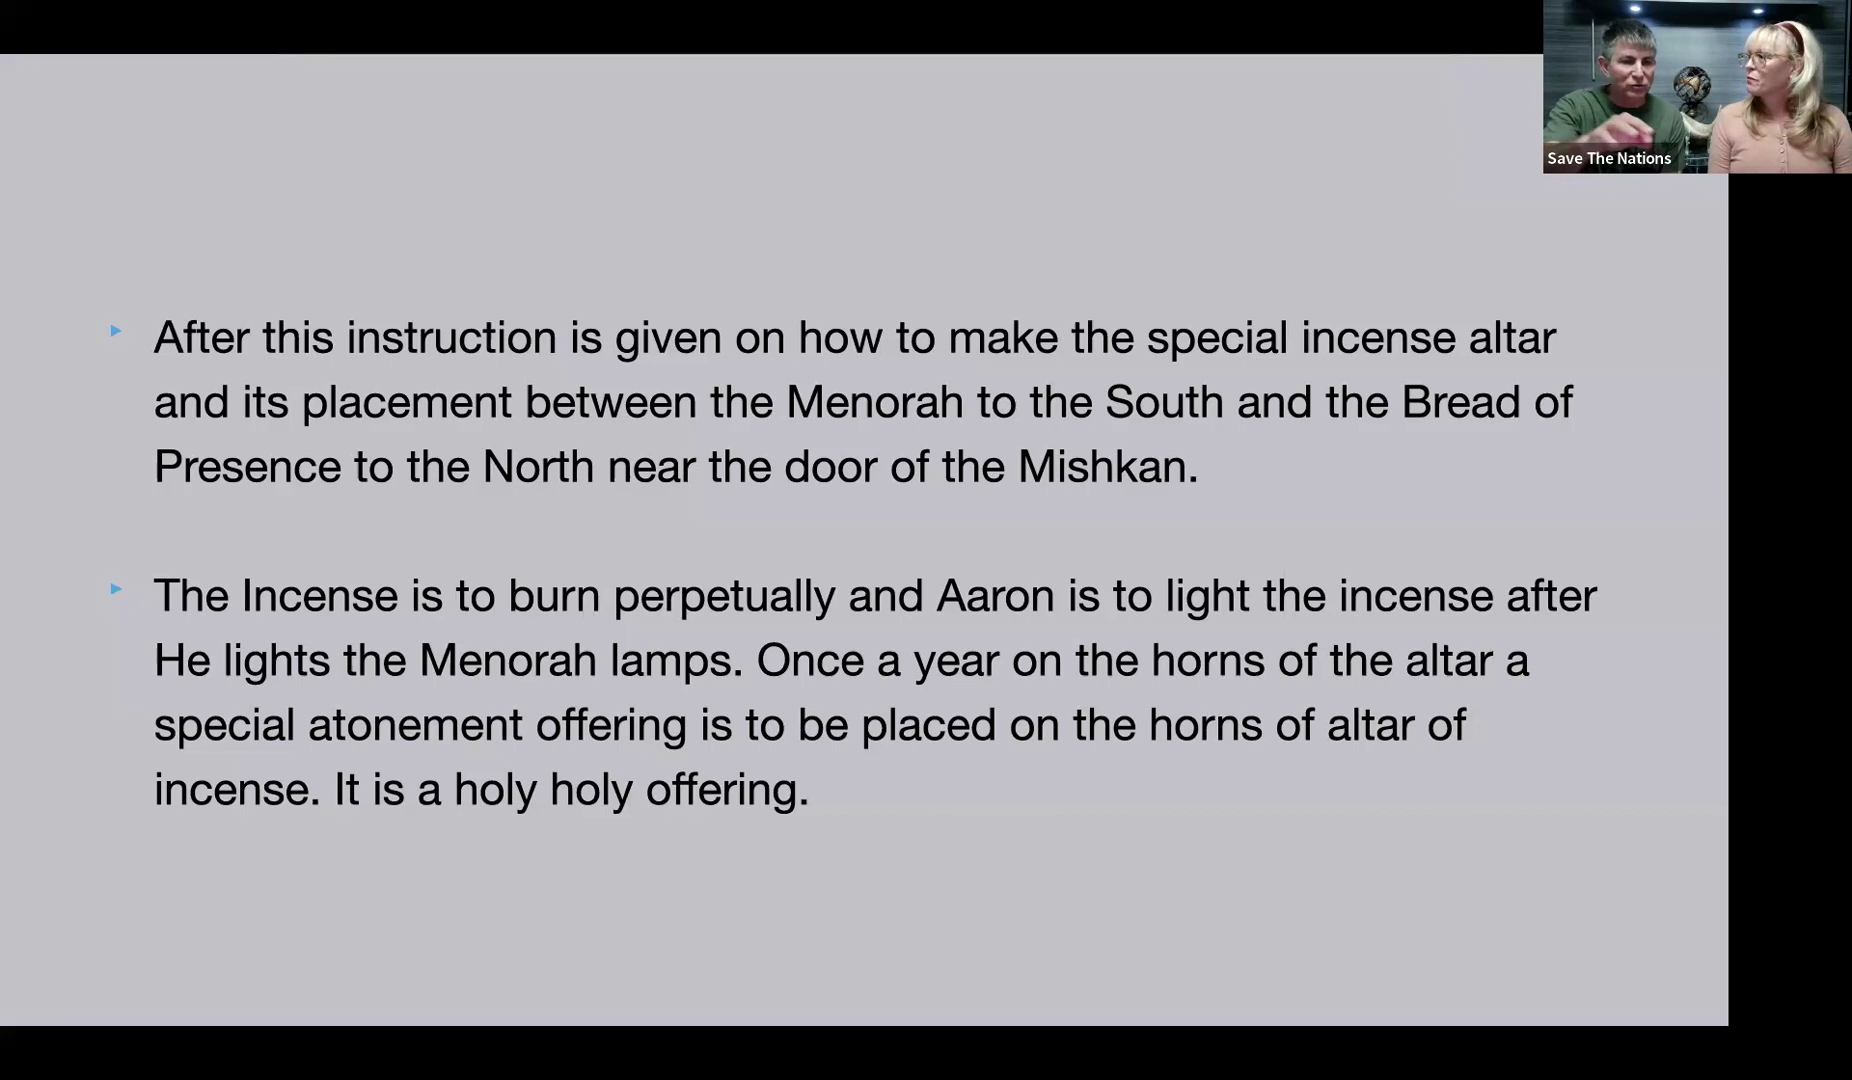 Save The Nations
After this instruction is given on how to make the special incense altar
and its placement between the Menorah to the South and the Bread of
Presence to the North near the door of the Mishkan.
The Incense is to burn perpetually and Aaron is to light the incense after
He lights the Menorah lamps. Once a year on the horns of the altar a
special atonement offering is to be placed on the horns of altar of
incense. It is a holy holy offering.